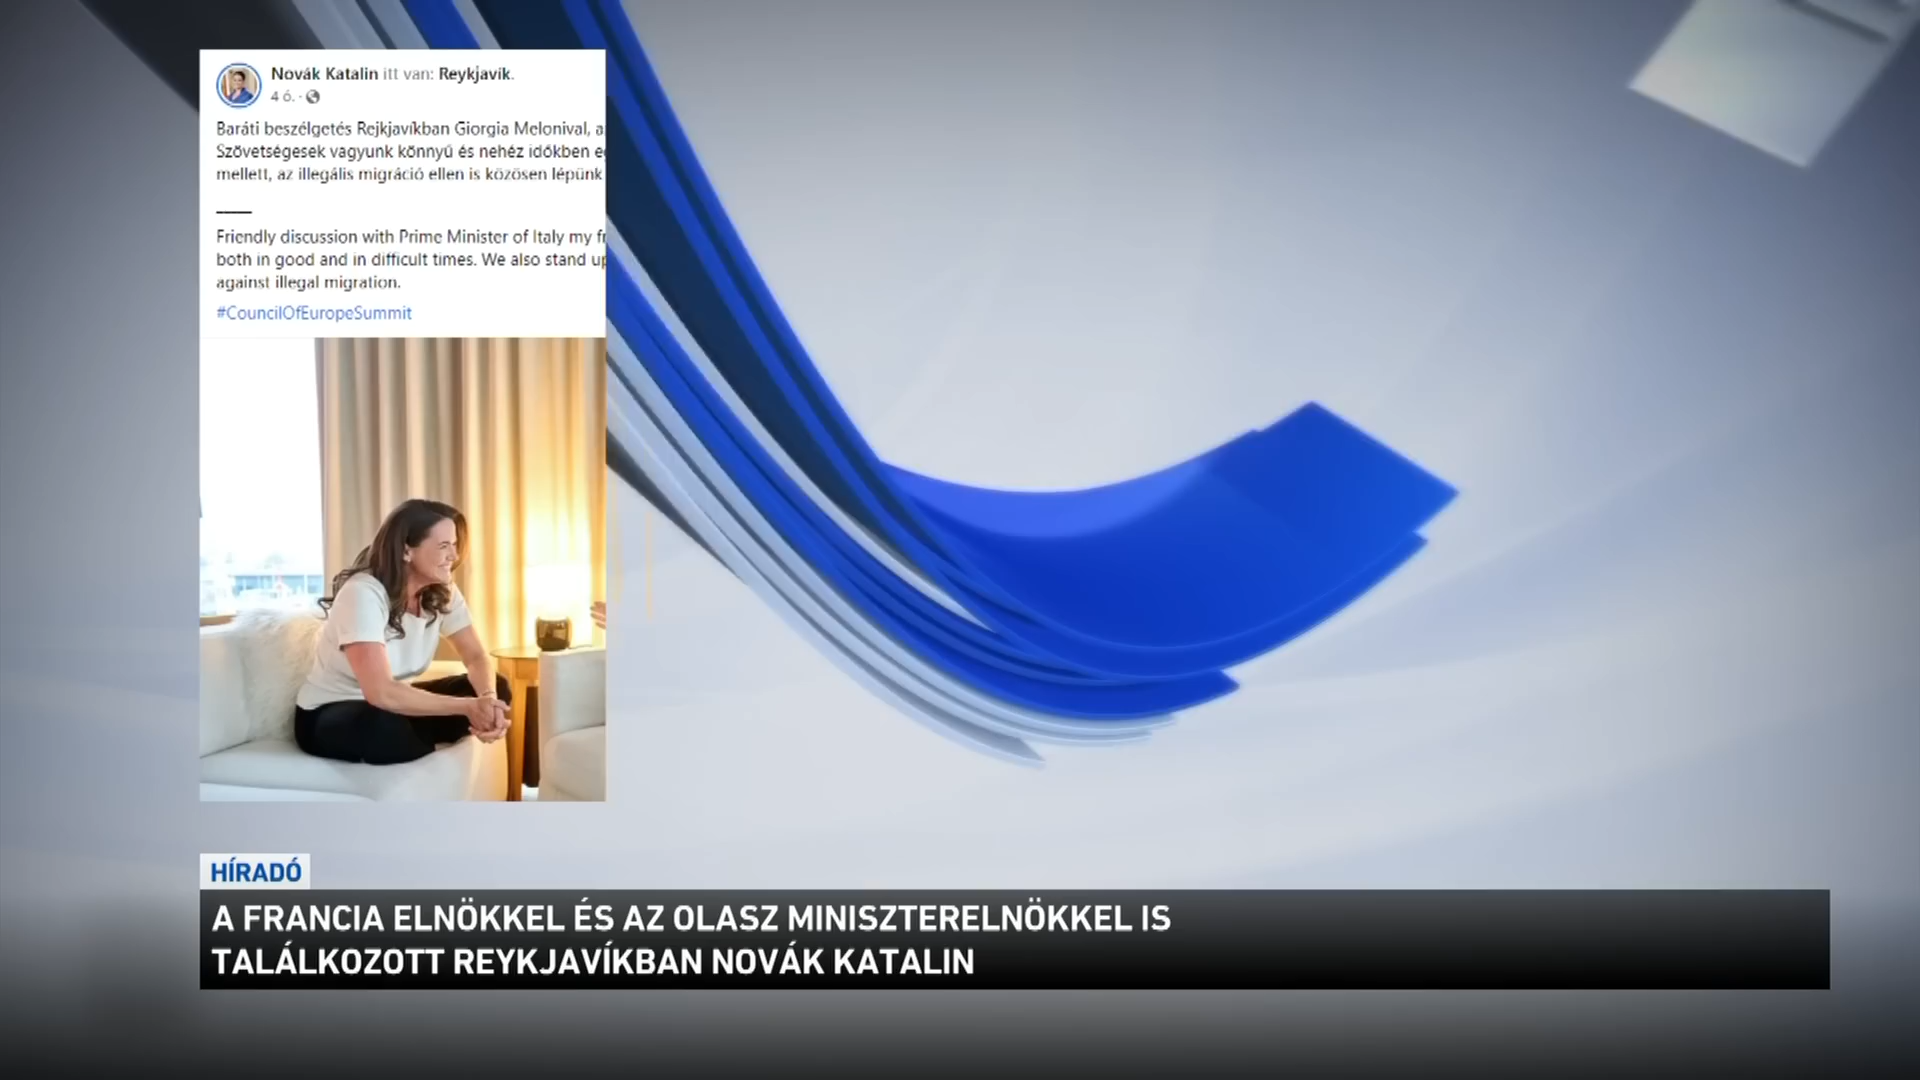 Novák Katalin itt van: Reykjavík.
4 ó.
Baráti beszélgetés Rejkjavíkban Giorgia Melonival, a
Szövetségesek vagyunk könnyű és nehéz időkben
mellett, az illegális migráció ellen is közösen lépünk
Friendly discussion with Prime Minister of Italy my
both in good and in difficult times. We also stand up
against illegal migration.
#CouncilOfEuropeSummit
HÍRADÓ
A FRANCIA ELNÖKKEL ÉS AZ OLASZ MINISZTERELNÖKKEL IS
TALÁLKOZOTT REYKJAVÍKBAN NOVÁK KATALIN